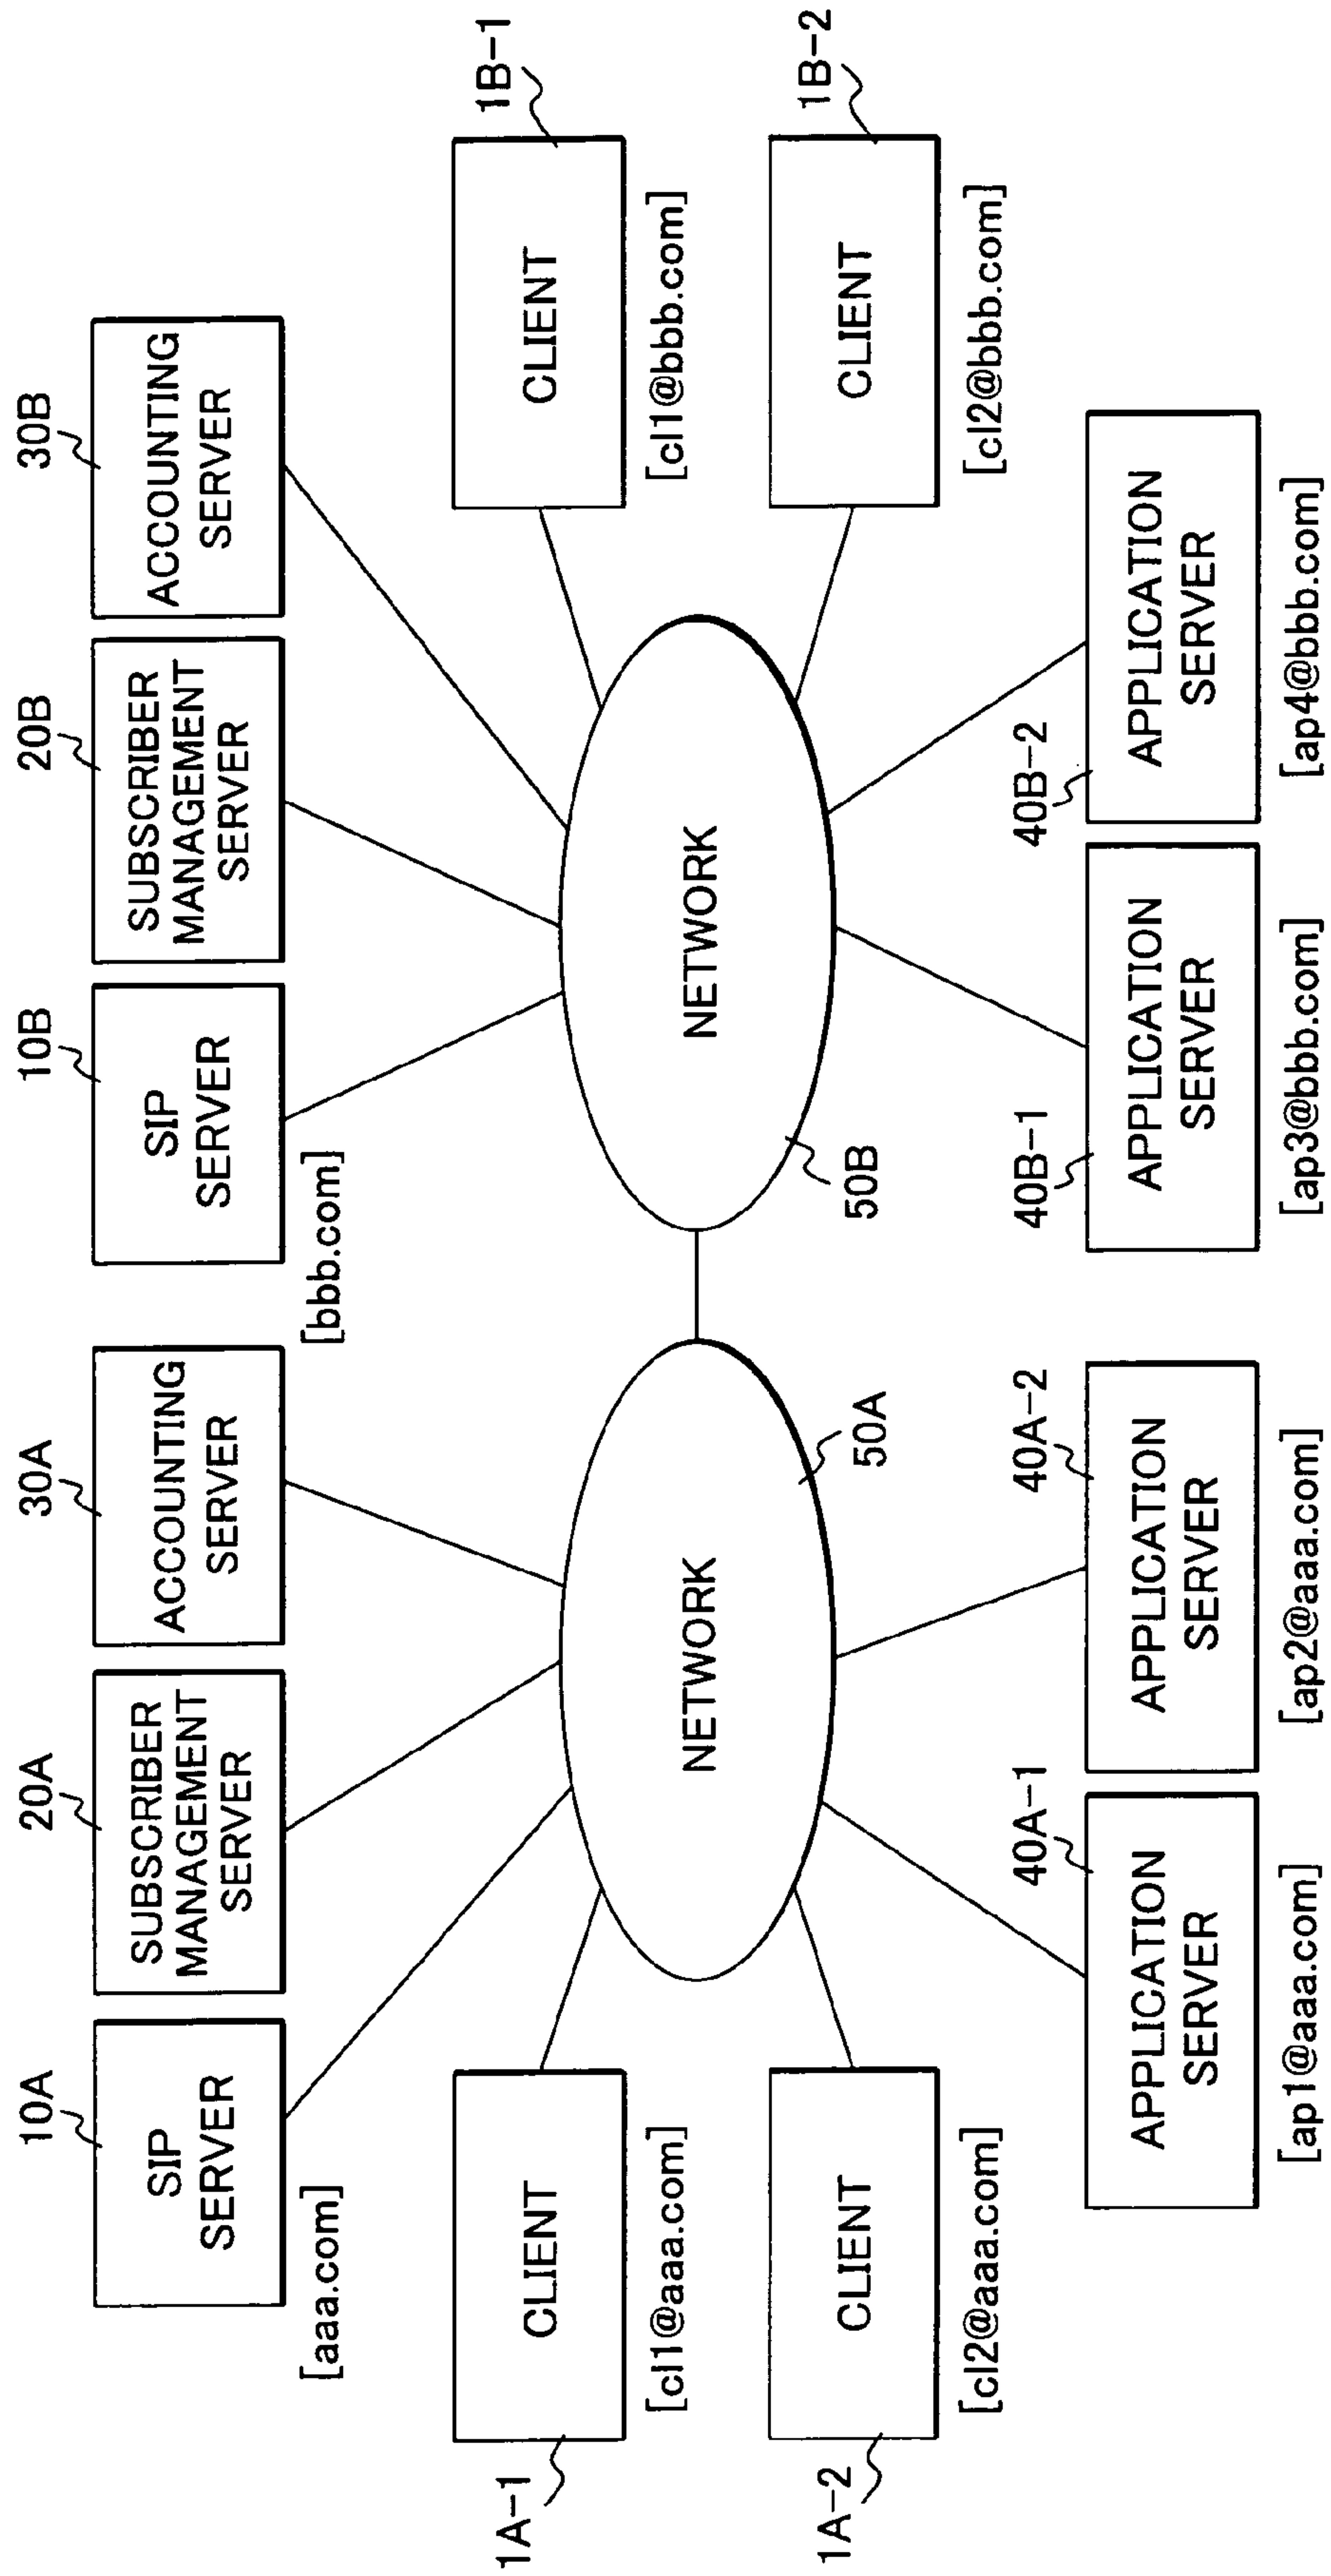 10A
20A
30A
10B
20B
30B
SIP
SERVER
SUBSCRIBER
MANAGEMENT
SERVER
ACCOUNTING
SERVER
SIP
SERVER
SUBSCRIBER
MANAGEMENT
SERVER
ACCOUNTING
SERVER
[aaa.com]
[bbb.com]
1A-1
CLIENT
[cl1@aaa.com]
1B-1
CLIENT
[cl1@bbb.com]
NETWORK
50A
NETWORK
50B
1A-2
CLIENT
[cl2@aaa.com]
1B-2
CLIENT
[cl2@bbb.com]
40A-1
APPLICATION
SERVER
[ap1@aaa.com]
40A-2
APPLICATION
SERVER
[ap2@aaa.com]
40B-1
APPLICATION
SERVER
[ap3@bbb.com]
40B-2
APPLICATION
SERVER
[ap4@bbb.com]